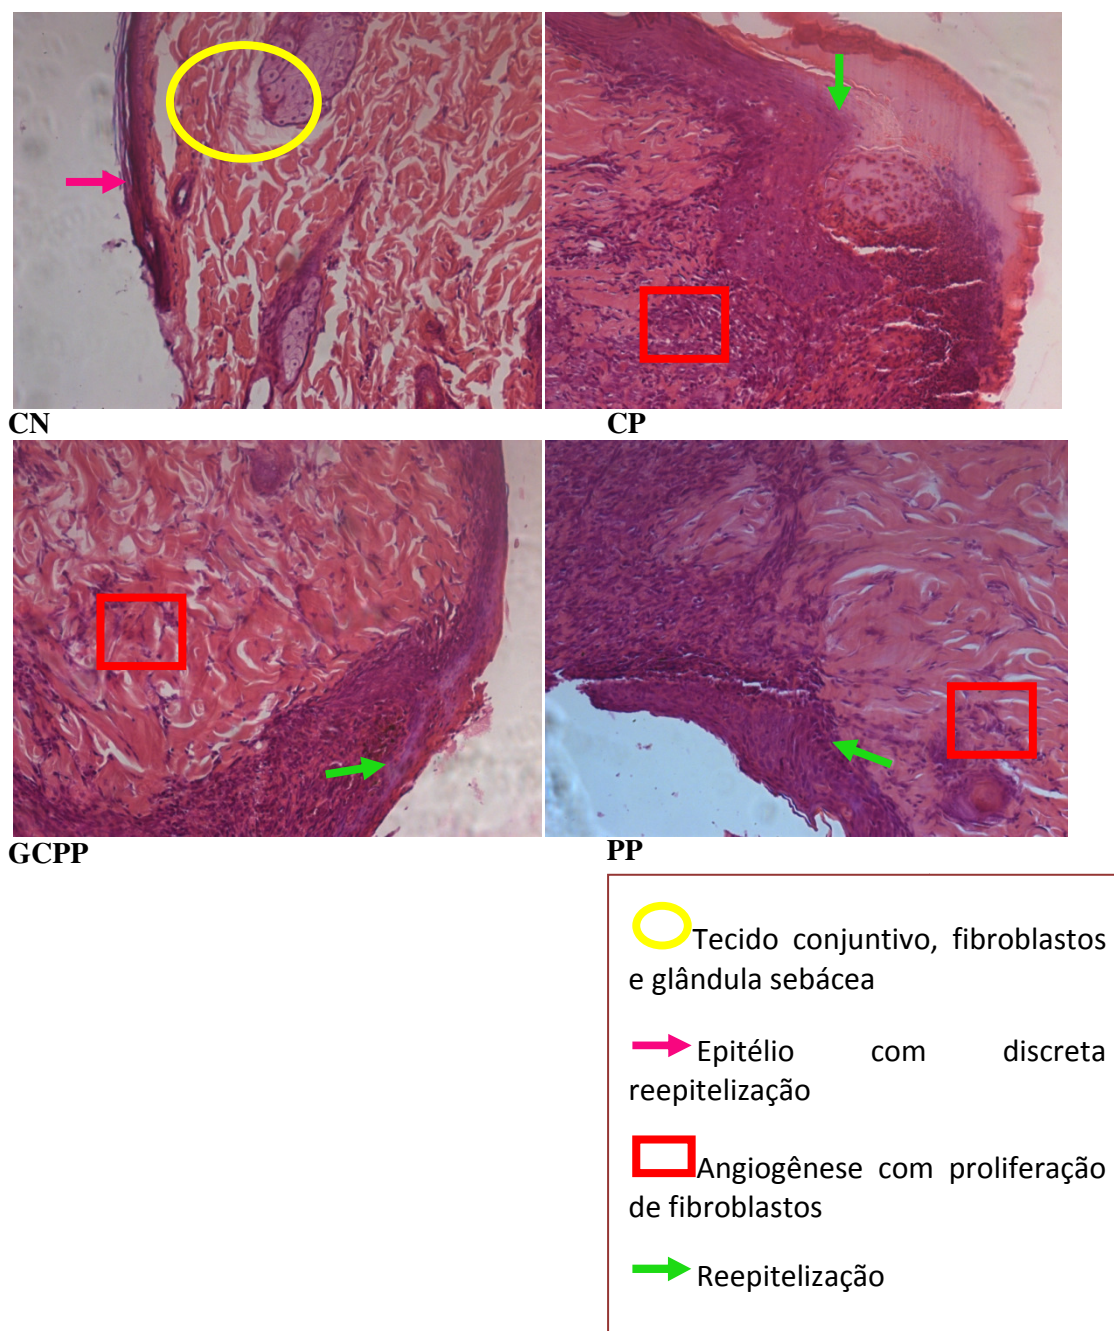 CN
CP
GCPP
PP
Tecido conjuntivo, fibroblastos
e glândula sebácea
Epitélio com discreta
reepitelização
Angiogênese com proliferação
de fibroblastos
Reepitelização